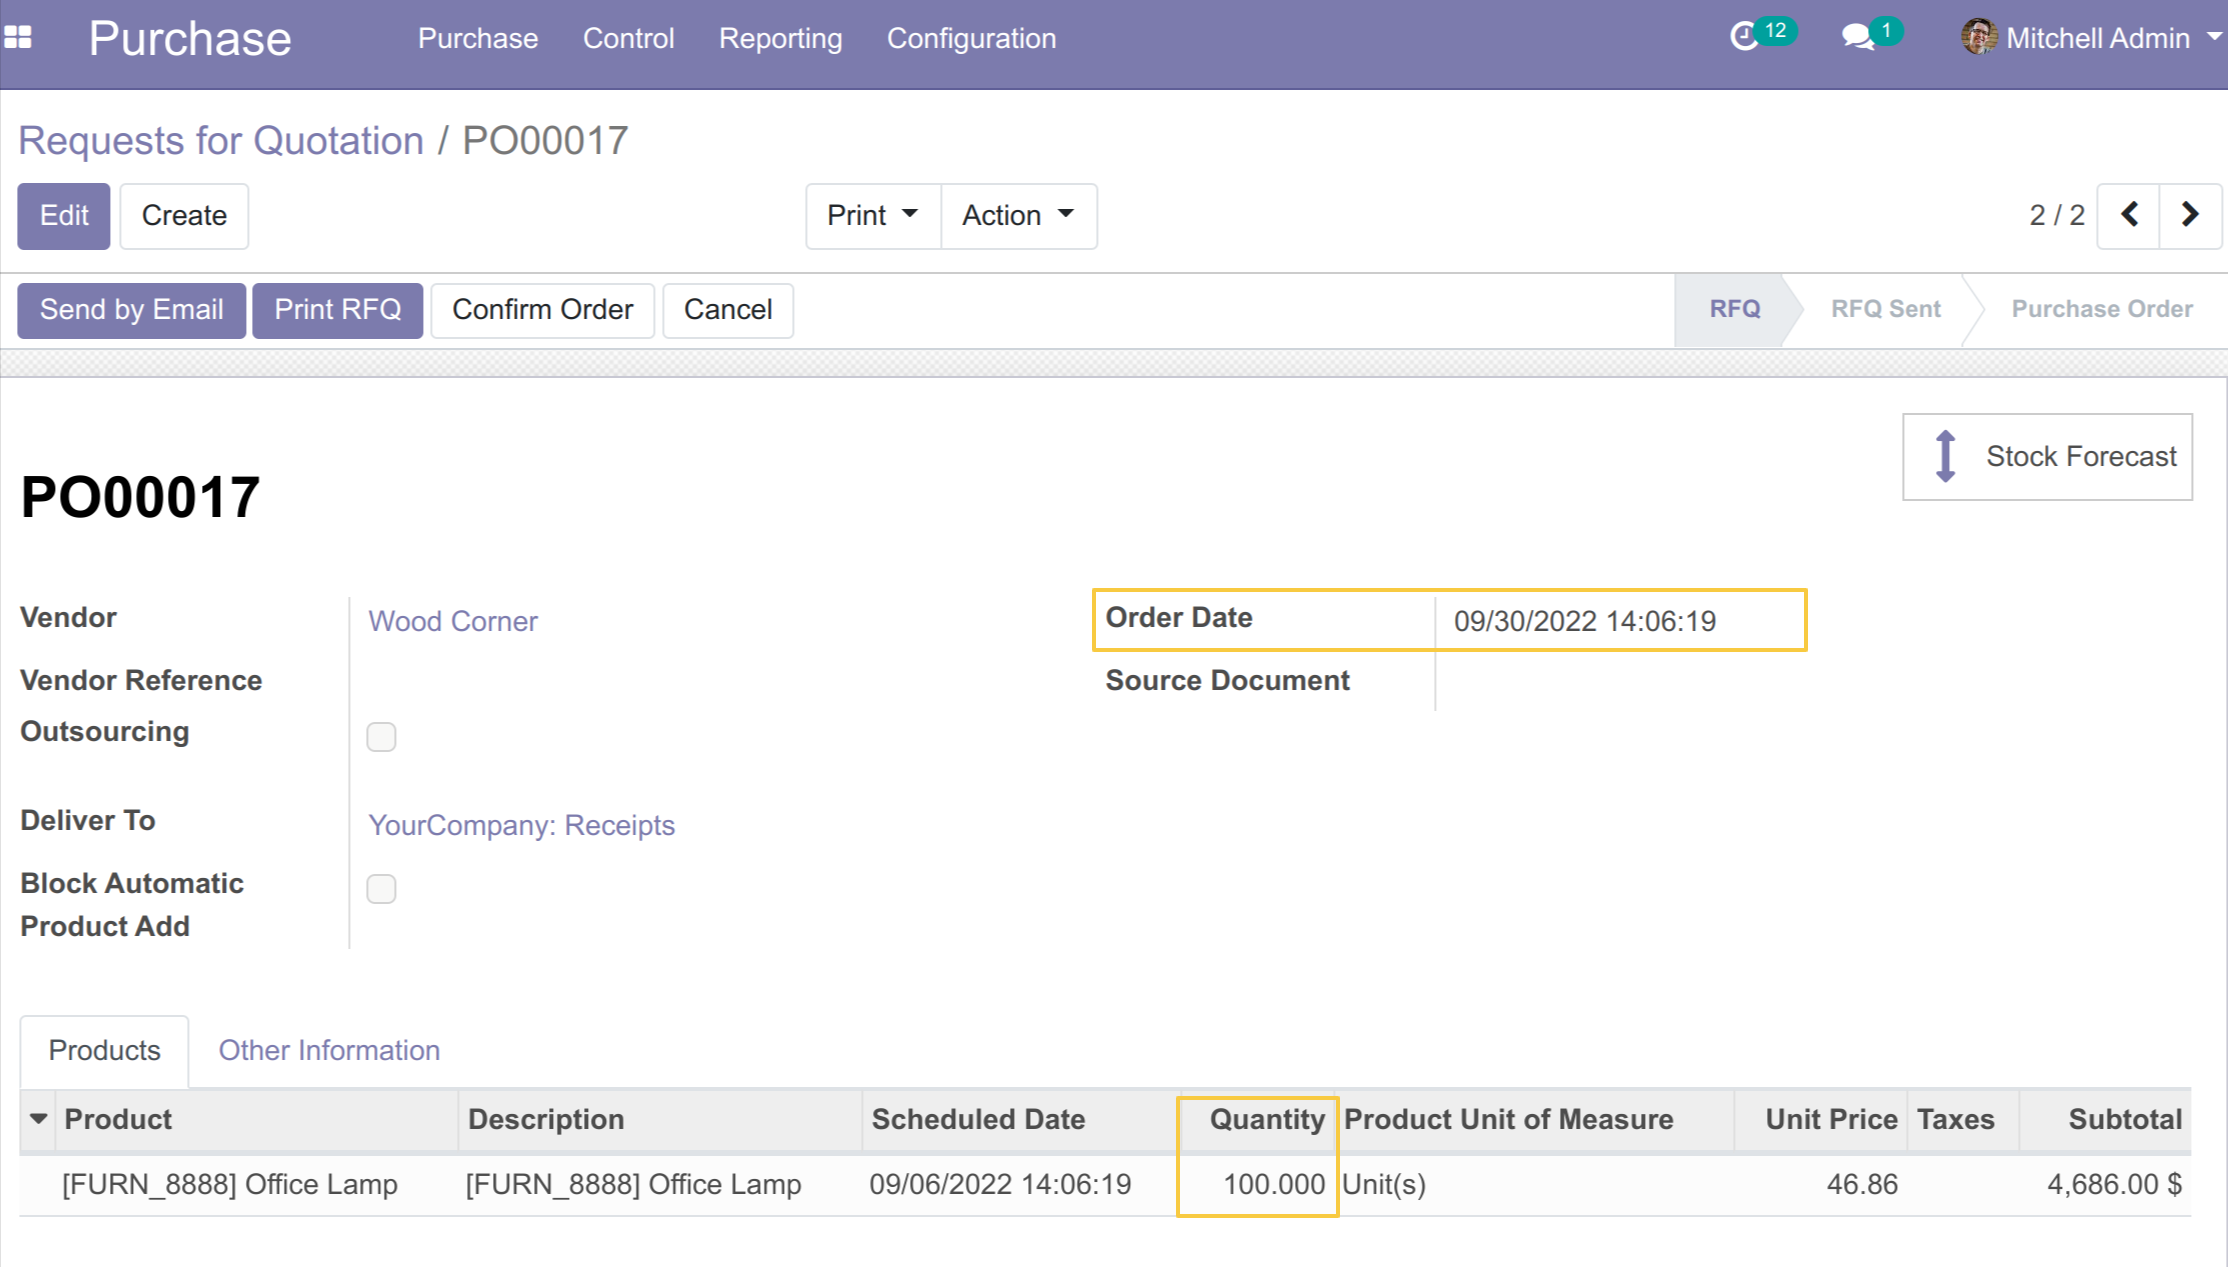 Purchase Purchase Control Reporting Configuration 12 1 Mitchell Admin
Requests for Quotation / PO00017
Edit Create Print Action 2 / 2
Send by Email Print RFQ Confirm Order Cancel RFQ RFQ Sent Purchase Order
Stock Forecast
PO00017
Vendor Wood Corner Order Date 09/30/2022 14:06:19
Vendor Reference Source Document
Outsourcing
Deliver To YourCompany: Receipts
Block Automatic
Product Add
Products Other Information
Product Description Scheduled Date Quantity Product Unit of Measure Unit Price Taxes Subtotal
[FURN_8888] Office Lamp [FURN_8888] Office Lamp 09/06/2022 14:06:19 100.000 Unit(s) 46.86 4,686.00 $